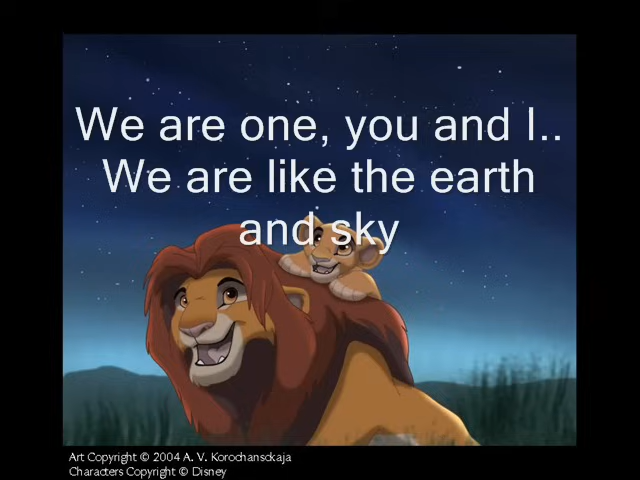 We are one, you and I..
We are like the earth
and sky
Art Copyright © 2004 A. V. Korochansckaja
Characters Copyright © Disney